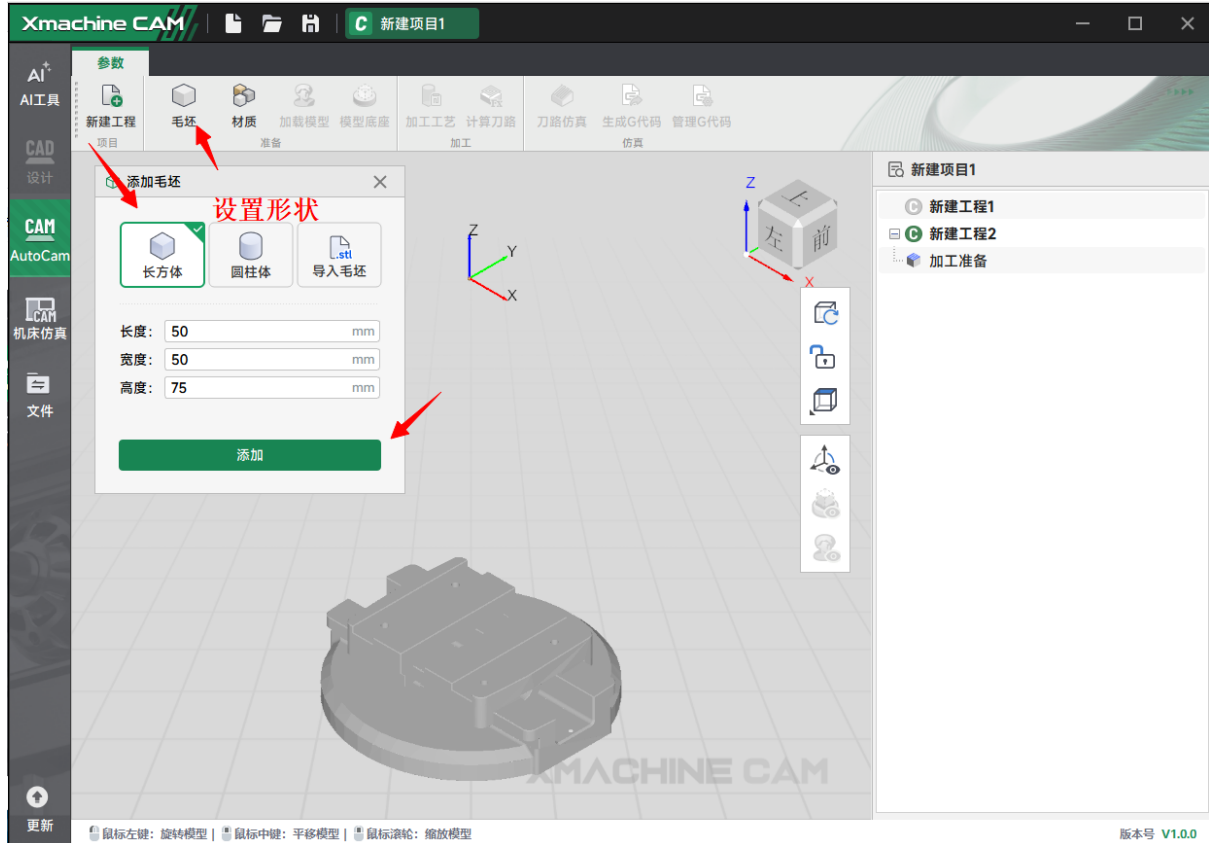 Xmachine CAM
C 新建项目1
AI
AI工具
CAD
设计
CAM
AutoCam
CAM
机床仿真
文件
更新
参数
新建工程 毛坯 材质 加载模型 模型底座 加工工艺 计算刀路 刀路仿真 生成G代码 管理G代码
项目 准备 加工 仿真
添加毛坯
设置形状
.stl
长方体 圆柱体 导入毛坯
长度： 50 mm
宽度： 50 mm
高度： 75 mm
添加
Z
Y
X
Z
上
左 前
X
新建项目1
C 新建工程1
C 新建工程2
加工准备
XMACHINE CAM
鼠标左键：旋转模型 | 鼠标中键：平移模型 | 鼠标滚轮：缩放模型
版本号 V1.0.0